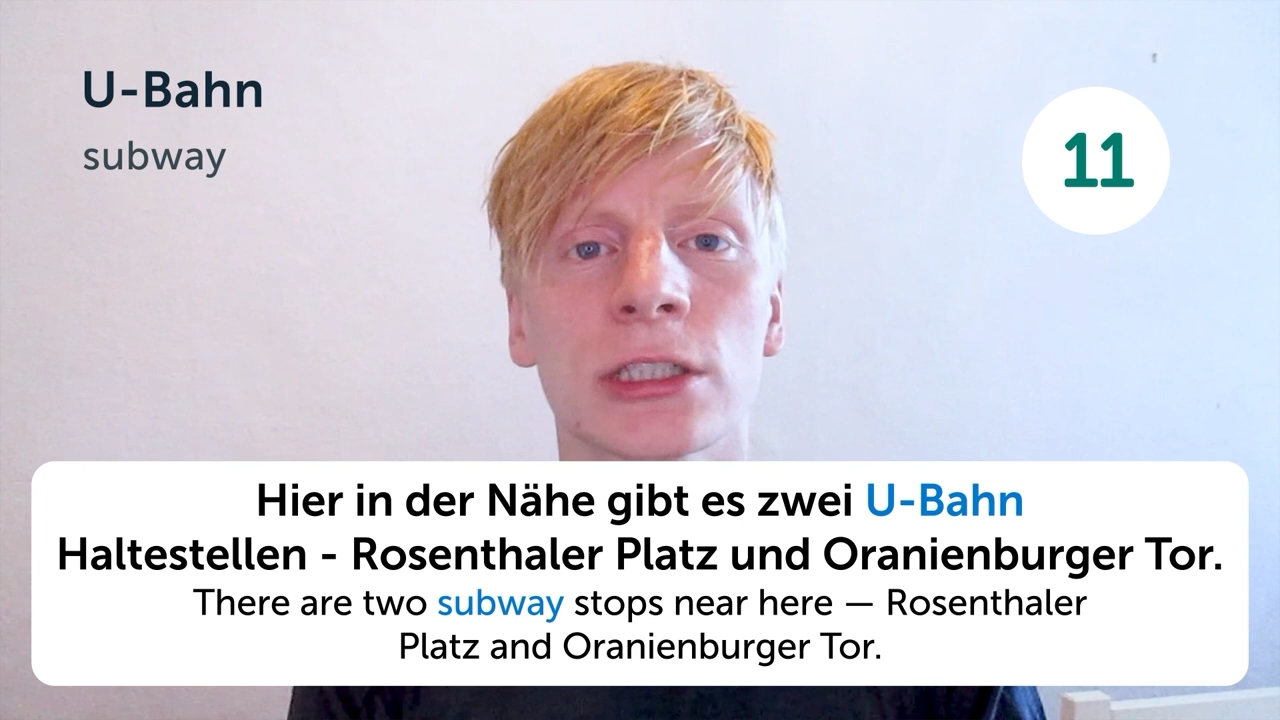 U-Bahn
subway
11
Hier in der Nähe gibt es zwei U-Bahn
Haltestellen - Rosenthaler Platz und Oranienburger Tor.
There are two subway stops near here — Rosenthaler
Platz and Oranienburger Tor.